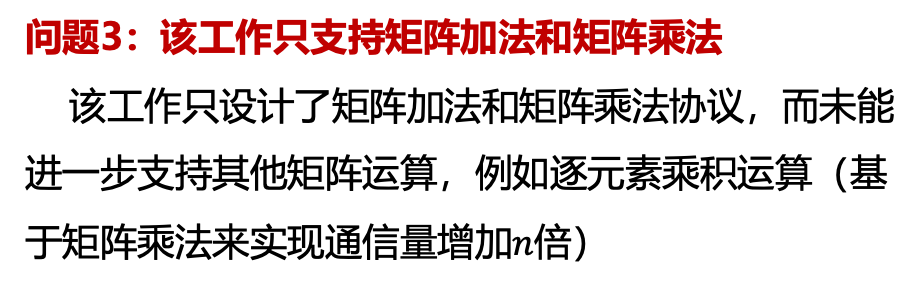 问题3：该工作只支持矩阵加法和矩阵乘法
该工作只设计了矩阵加法和矩阵乘法协议，而未能
进一步支持其他矩阵运算，例如逐元素乘积运算（基
于矩阵乘法来实现通信量增加n倍）